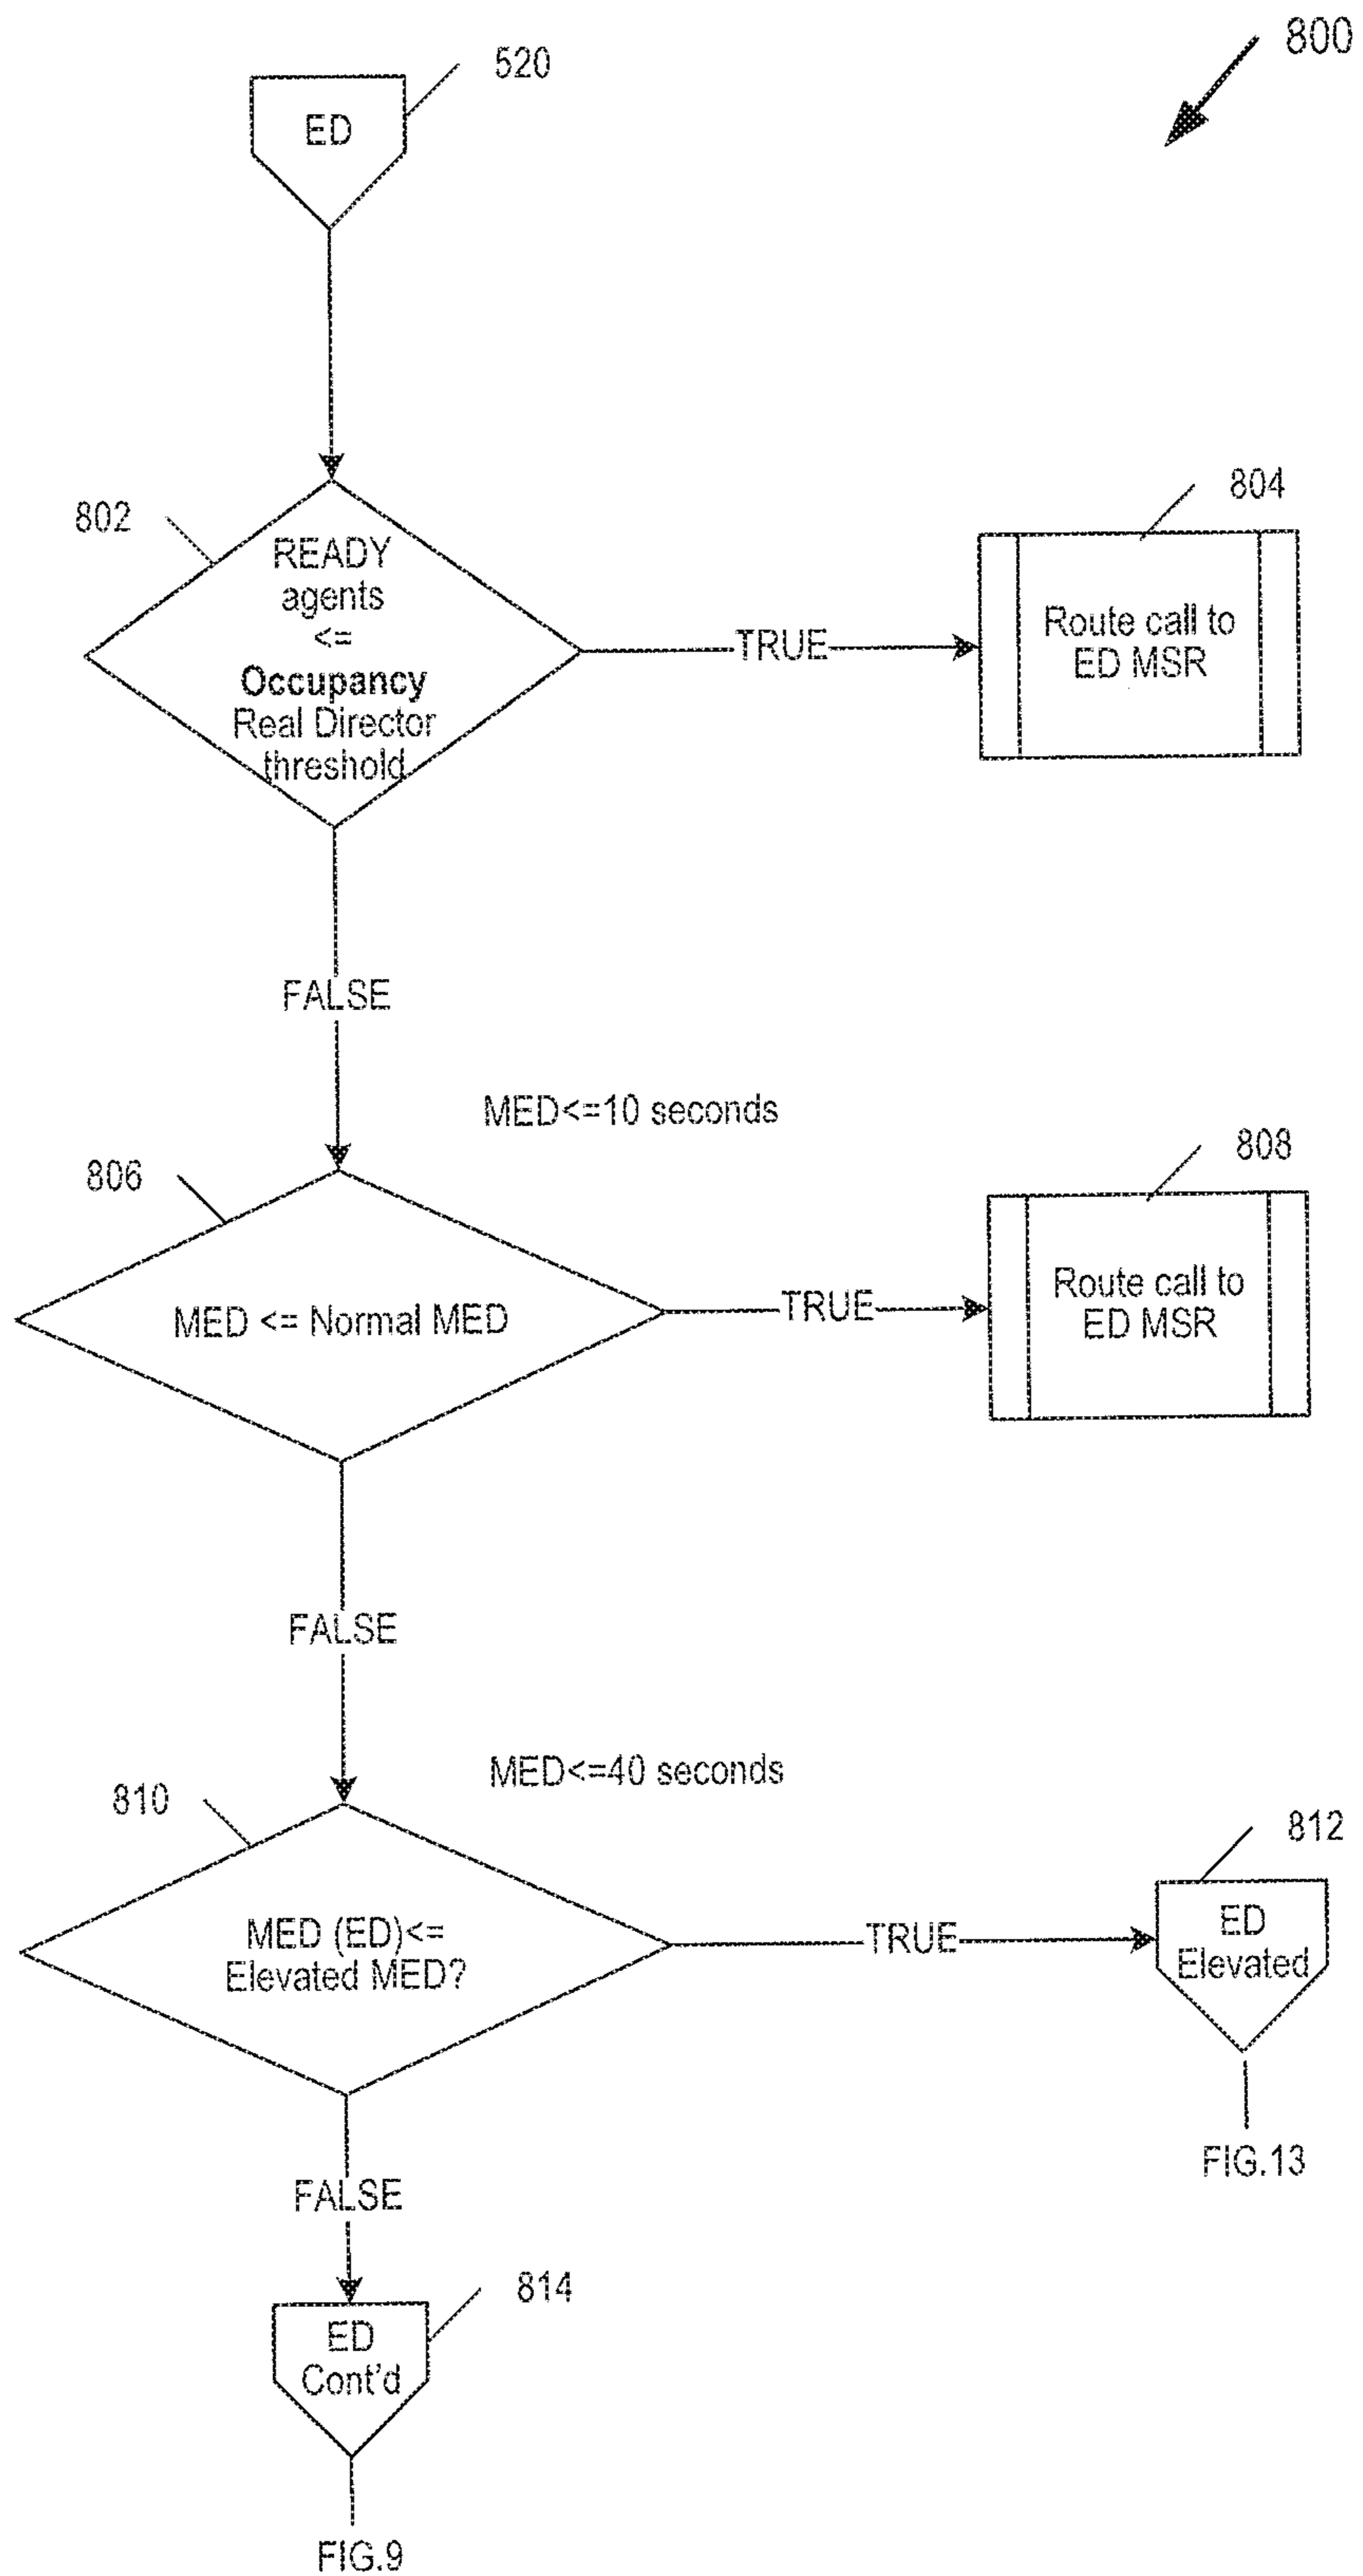 800
520
ED
802
READY
agents
<=
Occupancy
Real Director
threshold
TRUE
804
Route call to
ED MSR
FALSE
MED<=10 seconds
806
MED <= Normal MED
TRUE
808
Route call to
ED MSR
FALSE
MED<=40 seconds
810
MED (ED)<=
Elevated MED?
TRUE
812
ED
Elevated
FIG.13
FALSE
814
ED
Cont'd
FIG.9